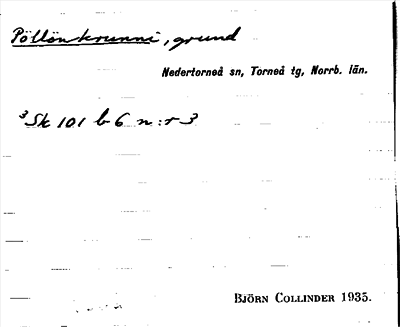 Pöllönkrunni, grund
Nedertorneå sn, Torneå tg, Norrb. län.
³Sk 101 b 6 n:r 3
BJÖRN COLLINDER 1935.